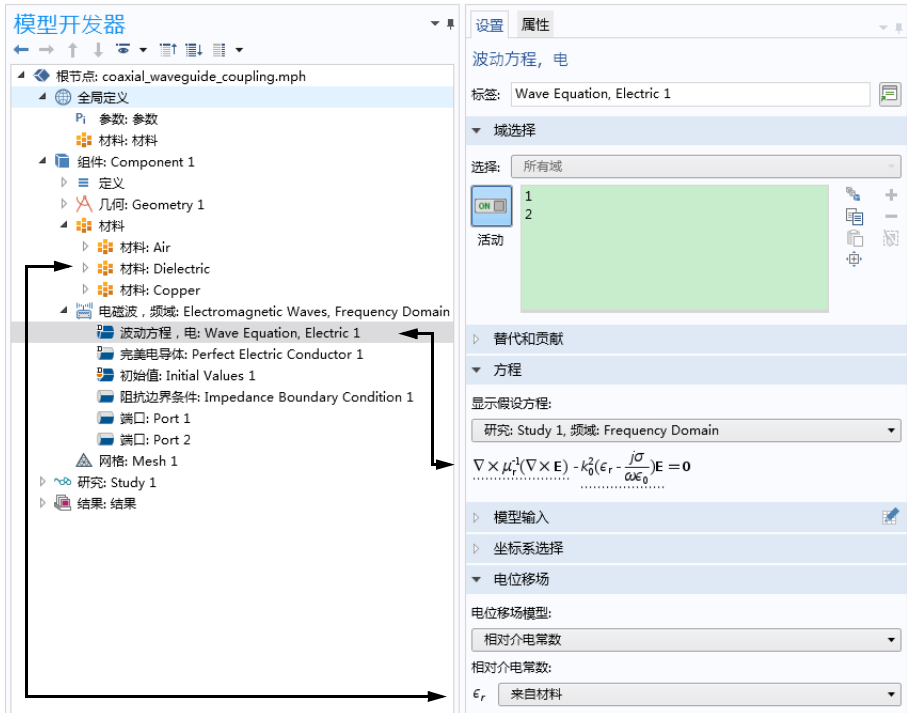 模型开发器
根节点: coaxial_waveguide_coupling.mph
全局定义
Pi 参数: 参数
材料: 材料
组件: Component 1
定义
几何: Geometry 1
材料
材料: Air
材料: Dielectric
材料: Copper
电磁波，频域: Electromagnetic Waves, Frequency Domain
波动方程，电: Wave Equation, Electric 1
完美电导体: Perfect Electric Conductor 1
初始值: Initial Values 1
阻抗边界条件: Impedance Boundary Condition 1
端口: Port 1
端口: Port 2
网格: Mesh 1
研究: Study 1
结果: 结果
设置 属性
波动方程，电
标签: Wave Equation, Electric 1
域选择
选择: 所有域
ON
活动
1
2
替代和贡献
方程
显示假设方程:
研究: Study 1, 频域: Frequency Domain
∇ × μr⁻¹(∇ × E) - k₀²(ϵr - jσ/ωϵ₀)E = 0
模型输入
坐标系选择
电位移场
电位移场模型:
相对介电常数
相对介电常数:
ϵr 来自材料